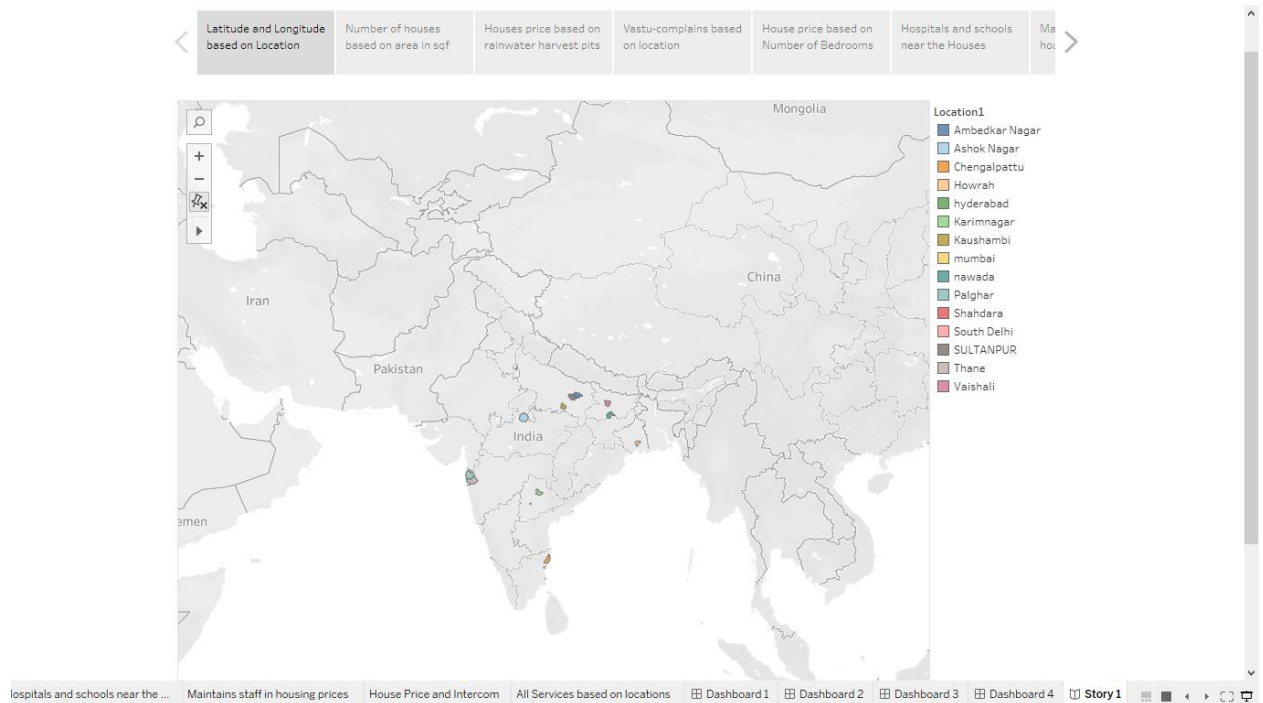 Latitude and Longitude
based on Location
Number of houses
based on area in sqf
Houses price based on
rainwater harvest pits
Vastu-complains based
on location
House price based on
Number of Bedrooms
Hospitals and schools
near the Houses
Ma
hou
Mongolia
China
Iran
Pakistan
India
emen
Location1
Ambedkar Nagar
Ashok Nagar
Chengalpattu
Howrah
hyderabad
Karimnagar
Kaushambi
mumbai
nawada
Palghar
Shahdara
South Delhi
SULTANPUR
Thane
Vaishali
ospitals and schools near the ...
Maintains staff in housing prices
House Price and Intercom
All Services based on locations
Dashboard 1
Dashboard 2
Dashboard 3
Dashboard 4
Story 1